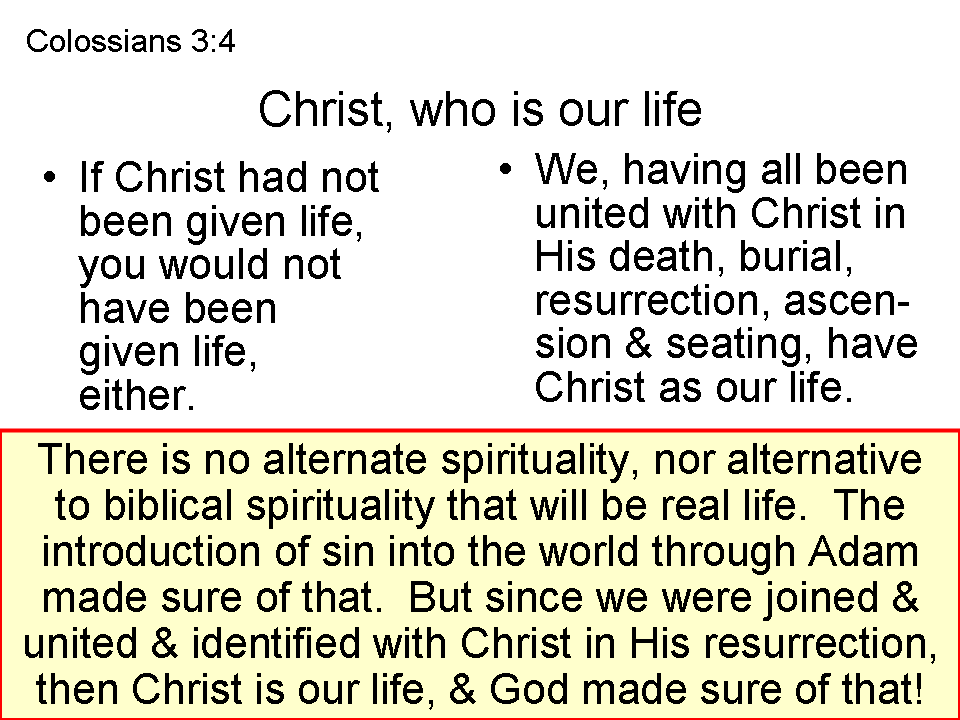 Colossians 3:4
Christ, who is our life
• If Christ had not
been given life,
you would not
have been
given life,
either.
• We, having all been
united with Christ in
His death, burial,
resurrection, ascen-
sion & seating, have
Christ as our life.
There is no alternate spirituality, nor alternative
to biblical spirituality that will be real life.  The
introduction of sin into the world through Adam
made sure of that.  But since we were joined &
united & identified with Christ in His resurrection,
then Christ is our life, & God made sure of that!